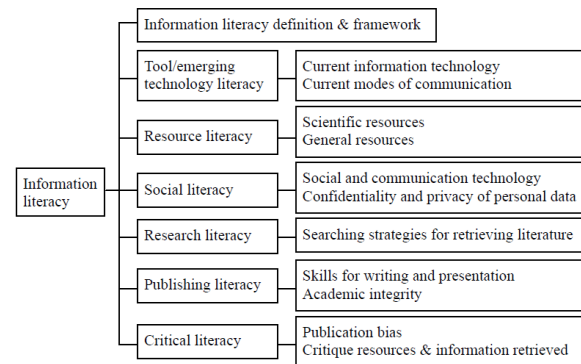 Information literacy definition & framework
Tool/emerging
technology literacy
Current information technology
Current modes of communication
Resource literacy
Scientific resources
General resources
Information
literacy
Social literacy
Social and communication technology
Confidentiality and privacy of personal data
Research literacy
Searching strategies for retrieving literature
Publishing literacy
Skills for writing and presentation
Academic integrity
Critical literacy
Publication bias
Critique resources & information retrieved